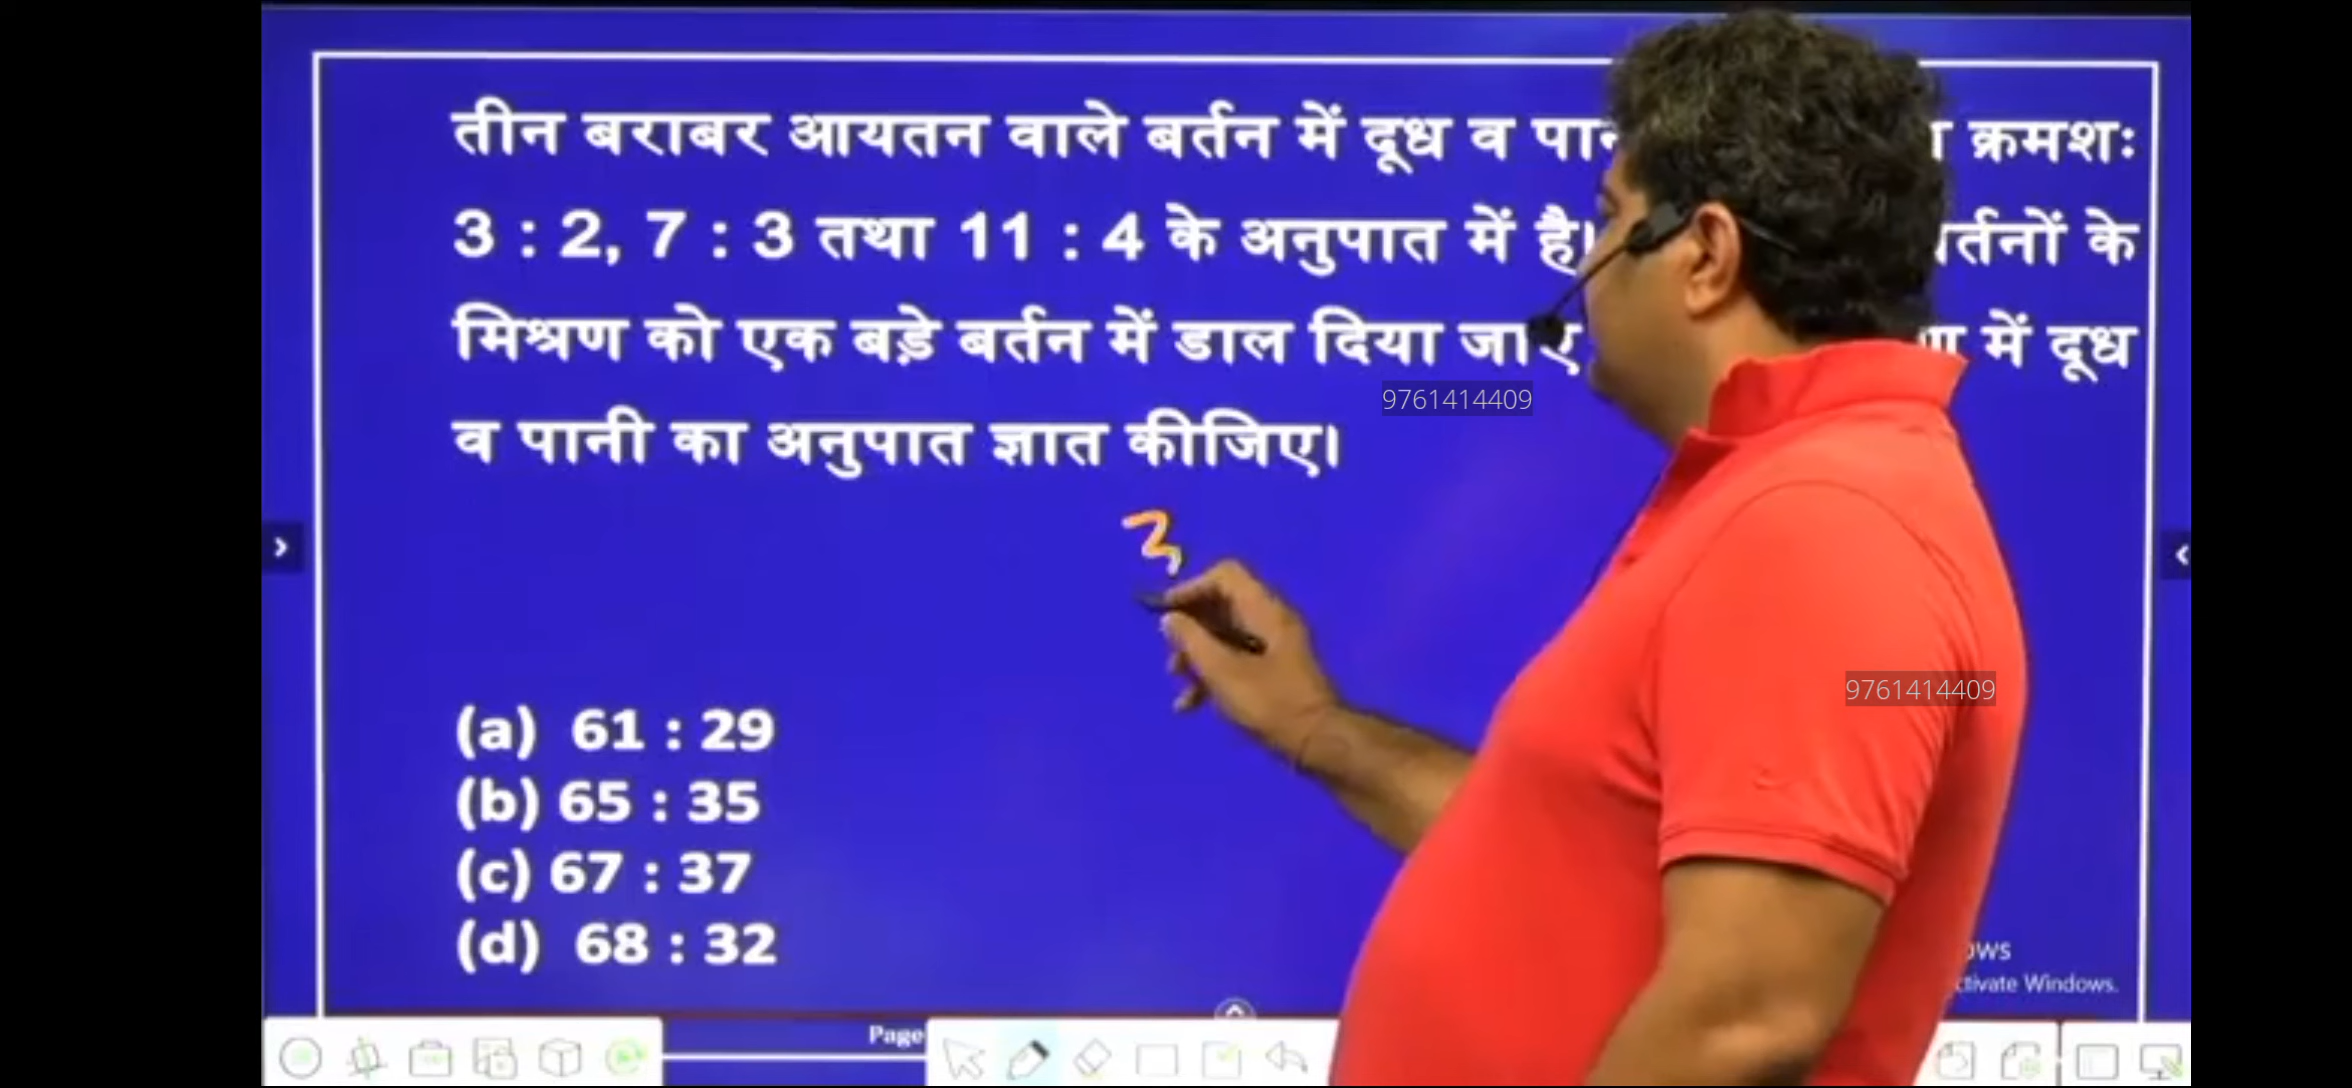 तीन बराबर आयतन वाले बर्तन में दूध व क्रमशः
3 : 2, 7 : 3 तथा 11 : 4 के अनुपात में है। के
मिश्रण को एक बड़े बर्तन में डाल दिया जाए में दूध
व पानी का अनुपात ज्ञात कीजिए।
9761414409
3
9761414409
(a) 61 : 29
(b) 65 : 35
(c) 67 : 37
(d) 68 : 32
Windows.
Page